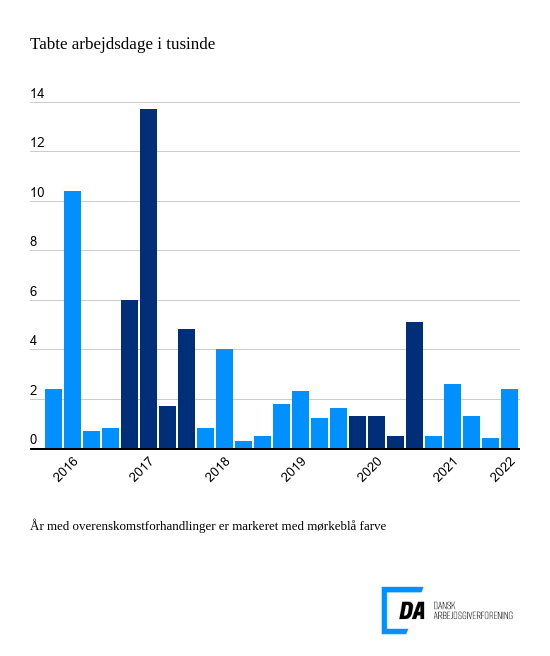 Tabte arbejdsdage i tusinde
14
12
10
8
6
4
2
0
2016 2017 2018 2019 2020 2021 2022
År med overenskomstforhandlinger er markeret med mørkeblå farve
DA DANSK
ARBEJDSGIVERFORENING